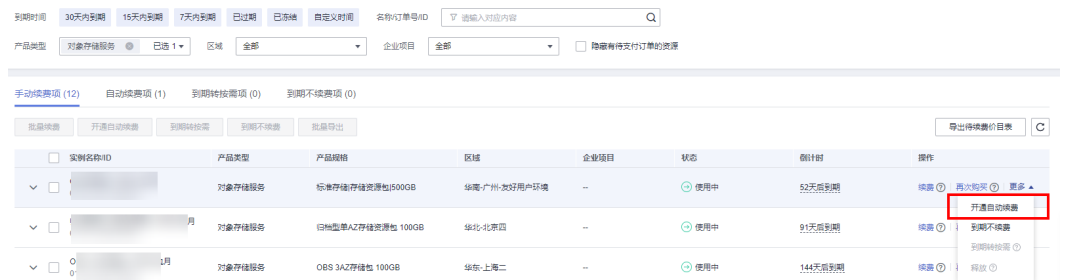 到期时间 30天内到期 15天内到期 7天内到期 已过期 已冻结 自定义时间 名称/订单号/ID 请输入对应内容
产品类型 对象存储服务 已选 1 区域 全部 企业项目 全部 隐藏有待支付订单的资源
手动续费项 (12) 自动续费项 (1) 到期转按需项 (0) 到期不续费项 (0)
批量续费 开通自动续费 到期转按需 到期不续费 批量导出 导出待续费价目表
实例名称/ID 产品类型 产品规格 区域 企业项目 状态 倒计时 操作
对象存储服务 标准存储|存储资源包|500GB 华南-广州-友好用户环境 -- 使用中 52天后到期 续费 再次购买 更多
开通自动续费
月 对象存储服务 归档型单AZ存储资源包 100GB 华北-北京四 -- 使用中 91天后到期 续费
到期不续费
到期转按需
月 对象存储服务 OBS 3AZ存储包 100GB 华东-上海二 -- 使用中 144天后到期 续费
释放